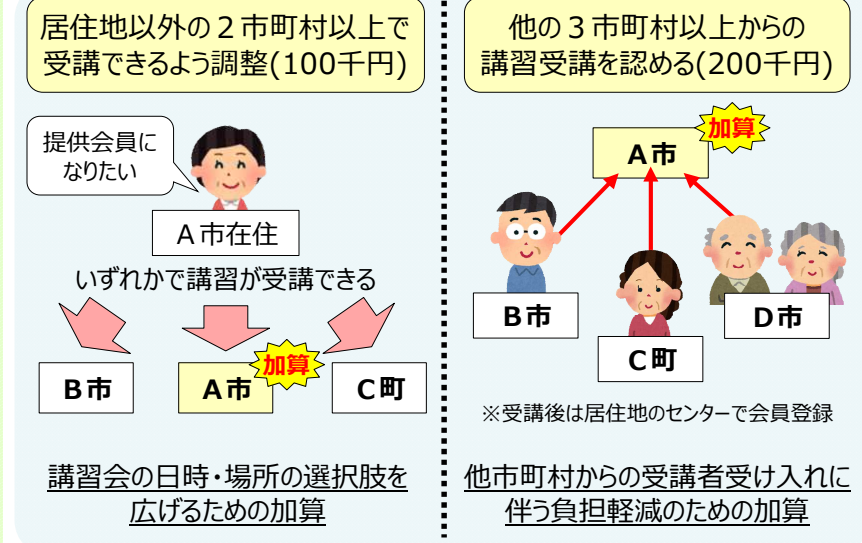 居住地以外の２市町村以上で
受講できるよう調整(100千円)
提供会員に
なりたい
Ａ市在住
いずれかで講習が受講できる
B市
A市
加算
C町
講習会の日時・場所の選択肢を
広げるための加算
他の３市町村以上からの
講習受講を認める(200千円)
加算
A市
B市
C町
D市
※受講後は居住地のセンターで会員登録
他市町村からの受講者受け入れに
伴う負担軽減のための加算